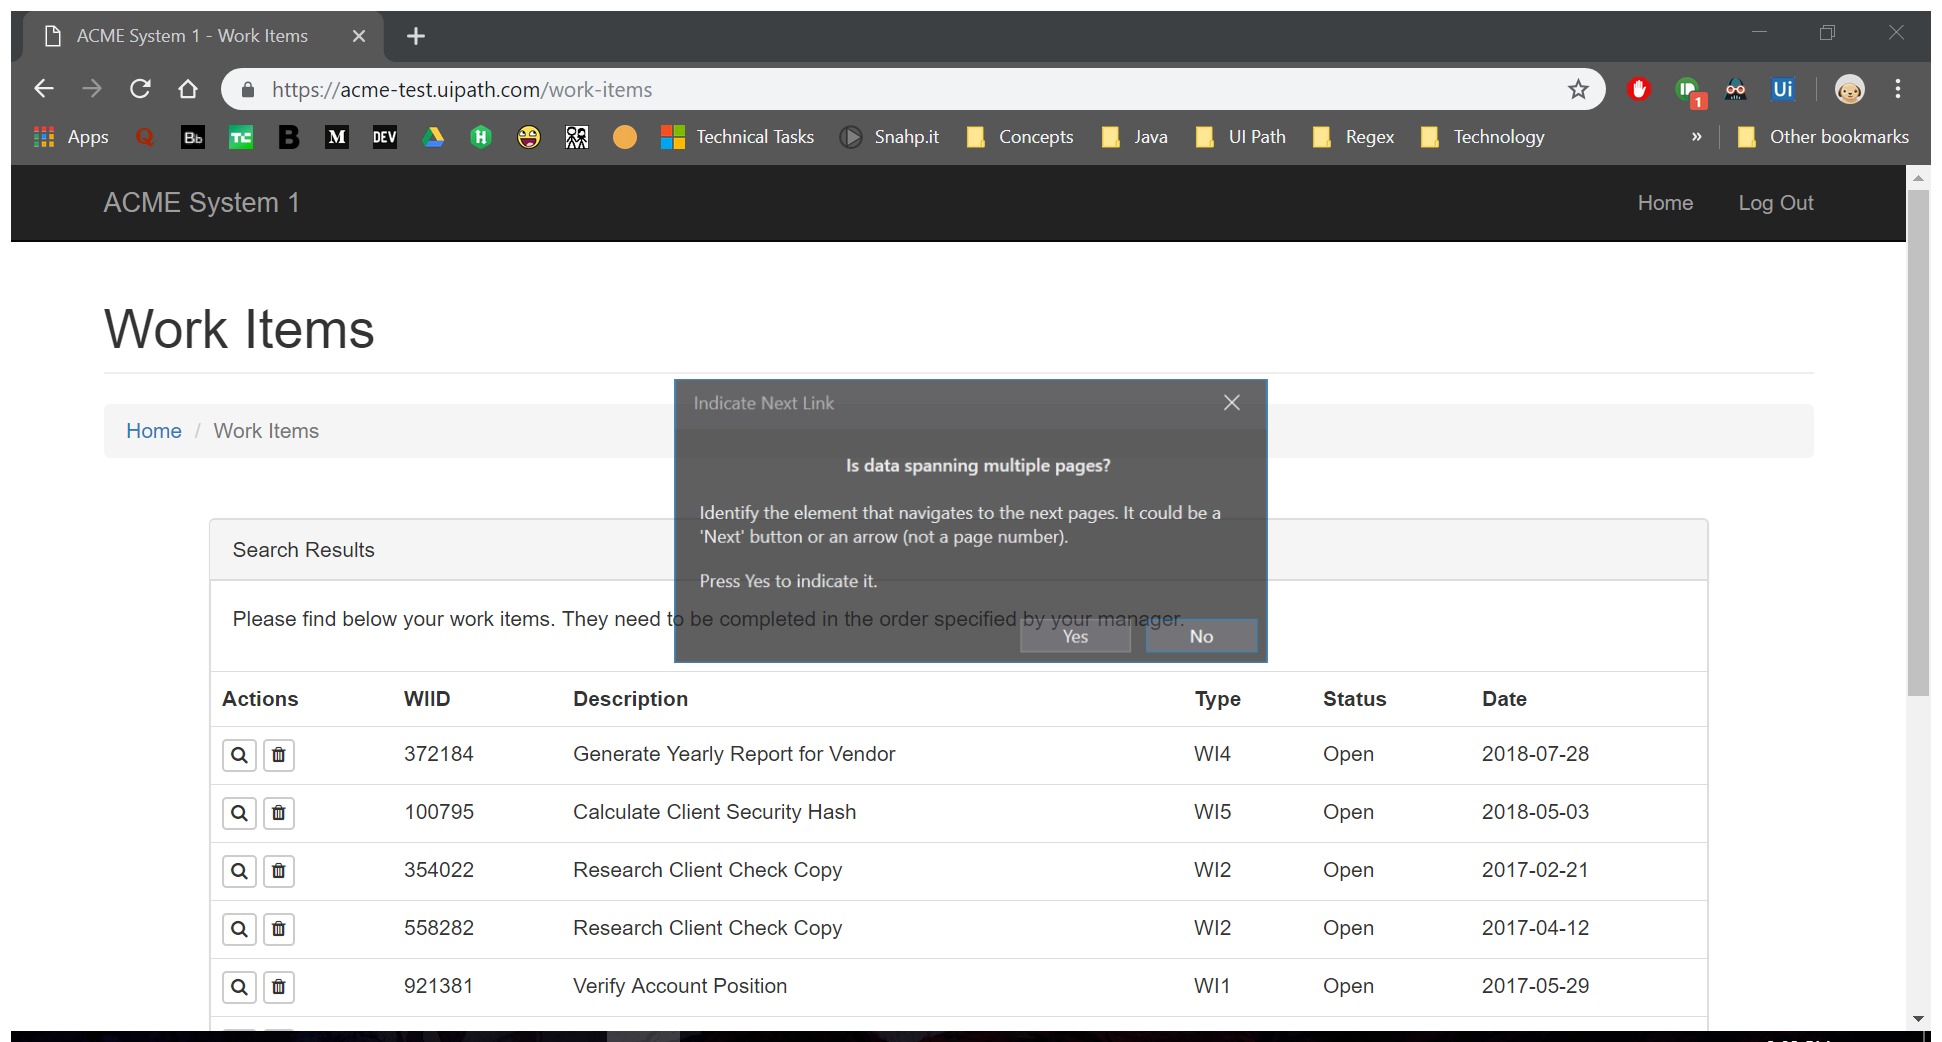 ACME System 1 - Work Items
https://acme-test.uipath.com/work-items
1
Ui
Apps
Q
Bb
TC
B
M
DEV
H
Technical Tasks
Snahp.it
Concepts
Java
UI Path
Regex
Technology
»
Other bookmarks
ACME System 1
Home
Log Out
Work Items
Home / Work Items
Indicate Next Link
Is data spanning multiple pages?
Identify the element that navigates to the next pages. It could be a
'Next' button or an arrow (not a page number).
Press Yes to indicate it.
Yes
No
Search Results
Please find below your work items. They need to be completed in the order specified by your manager.
Actions WIID Description Type Status Date
372184 Generate Yearly Report for Vendor WI4 Open 2018-07-28
100795 Calculate Client Security Hash WI5 Open 2018-05-03
354022 Research Client Check Copy WI2 Open 2017-02-21
558282 Research Client Check Copy WI2 Open 2017-04-12
921381 Verify Account Position WI1 Open 2017-05-29